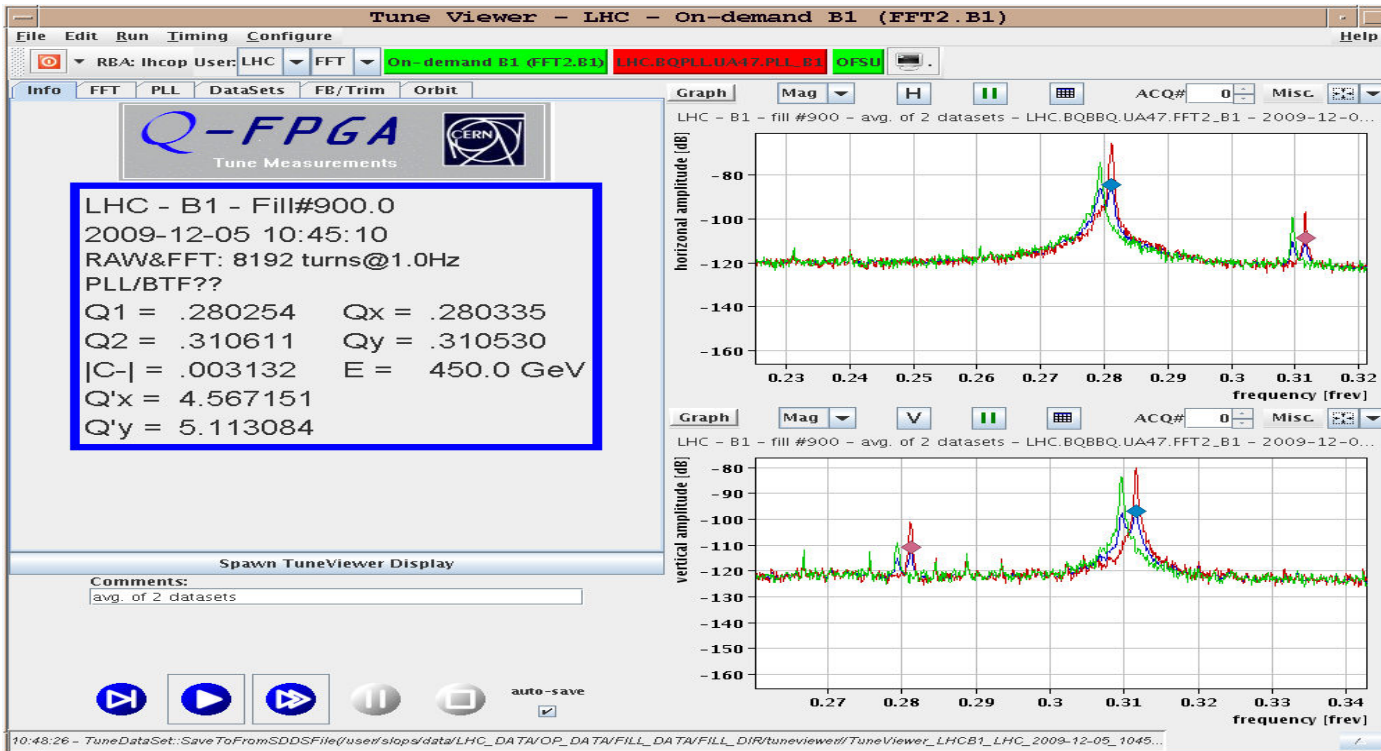 Tune Viewer - LHC - On-demand B1 (FFT2.B1)
File Edit Run Timing Configure Help
RBA: lhcop User: LHC FFT On-demand B1 (FFT2.B1) LHC.BQPLL.UA47.PLL_B1 OFSU
Info FFT PLL DataSets FB/Trim Orbit
Q-FPGA
Tune Measurements
CERN
LHC - B1 - Fill#900.0
2009-12-05 10:45:10
RAW&FFT: 8192 turns@1.0Hz
PLL/BTF??
Q1 = .280254 Qx = .280335
Q2 = .310611 Qy = .310530
|C-| = .003132 E = 450.0 GeV
Q'x = 4.567151
Q'y = 5.113084
Spawn TuneViewer Display
Comments:
avg. of 2 datasets
auto-save
Graph Mag H ACQ# 0 Misc.
LHC - B1 - fill #900 - avg. of 2 datasets - LHC.BQBBQ.UA47.FFT2_B1 - 2009-12-0...
horizonal amplitude [dB]
-80
-100
-120
-140
-160
0.23 0.24 0.25 0.26 0.27 0.28 0.29 0.3 0.31 0.32
frequency [frev]
Graph Mag V ACQ# 0 Misc.
LHC - B1 - fill #900 - avg. of 2 datasets - LHC.BQBBQ.UA47.FFT2_B1 - 2009-12-0...
vertical amplitude [dB]
-80
-90
-100
-110
-120
-130
-140
-150
-160
0.27 0.28 0.29 0.3 0.31 0.32 0.33 0.34
frequency [frev]
10:48:26 - TuneDataSet::SaveToFromSDDSFile(/user/slops/data/LHC_DATA/OP_DATA/FILL_DATA/FILL_DIR/tuneviewer//TuneViewer_LHCB1_LHC_2009-12-05_1045...